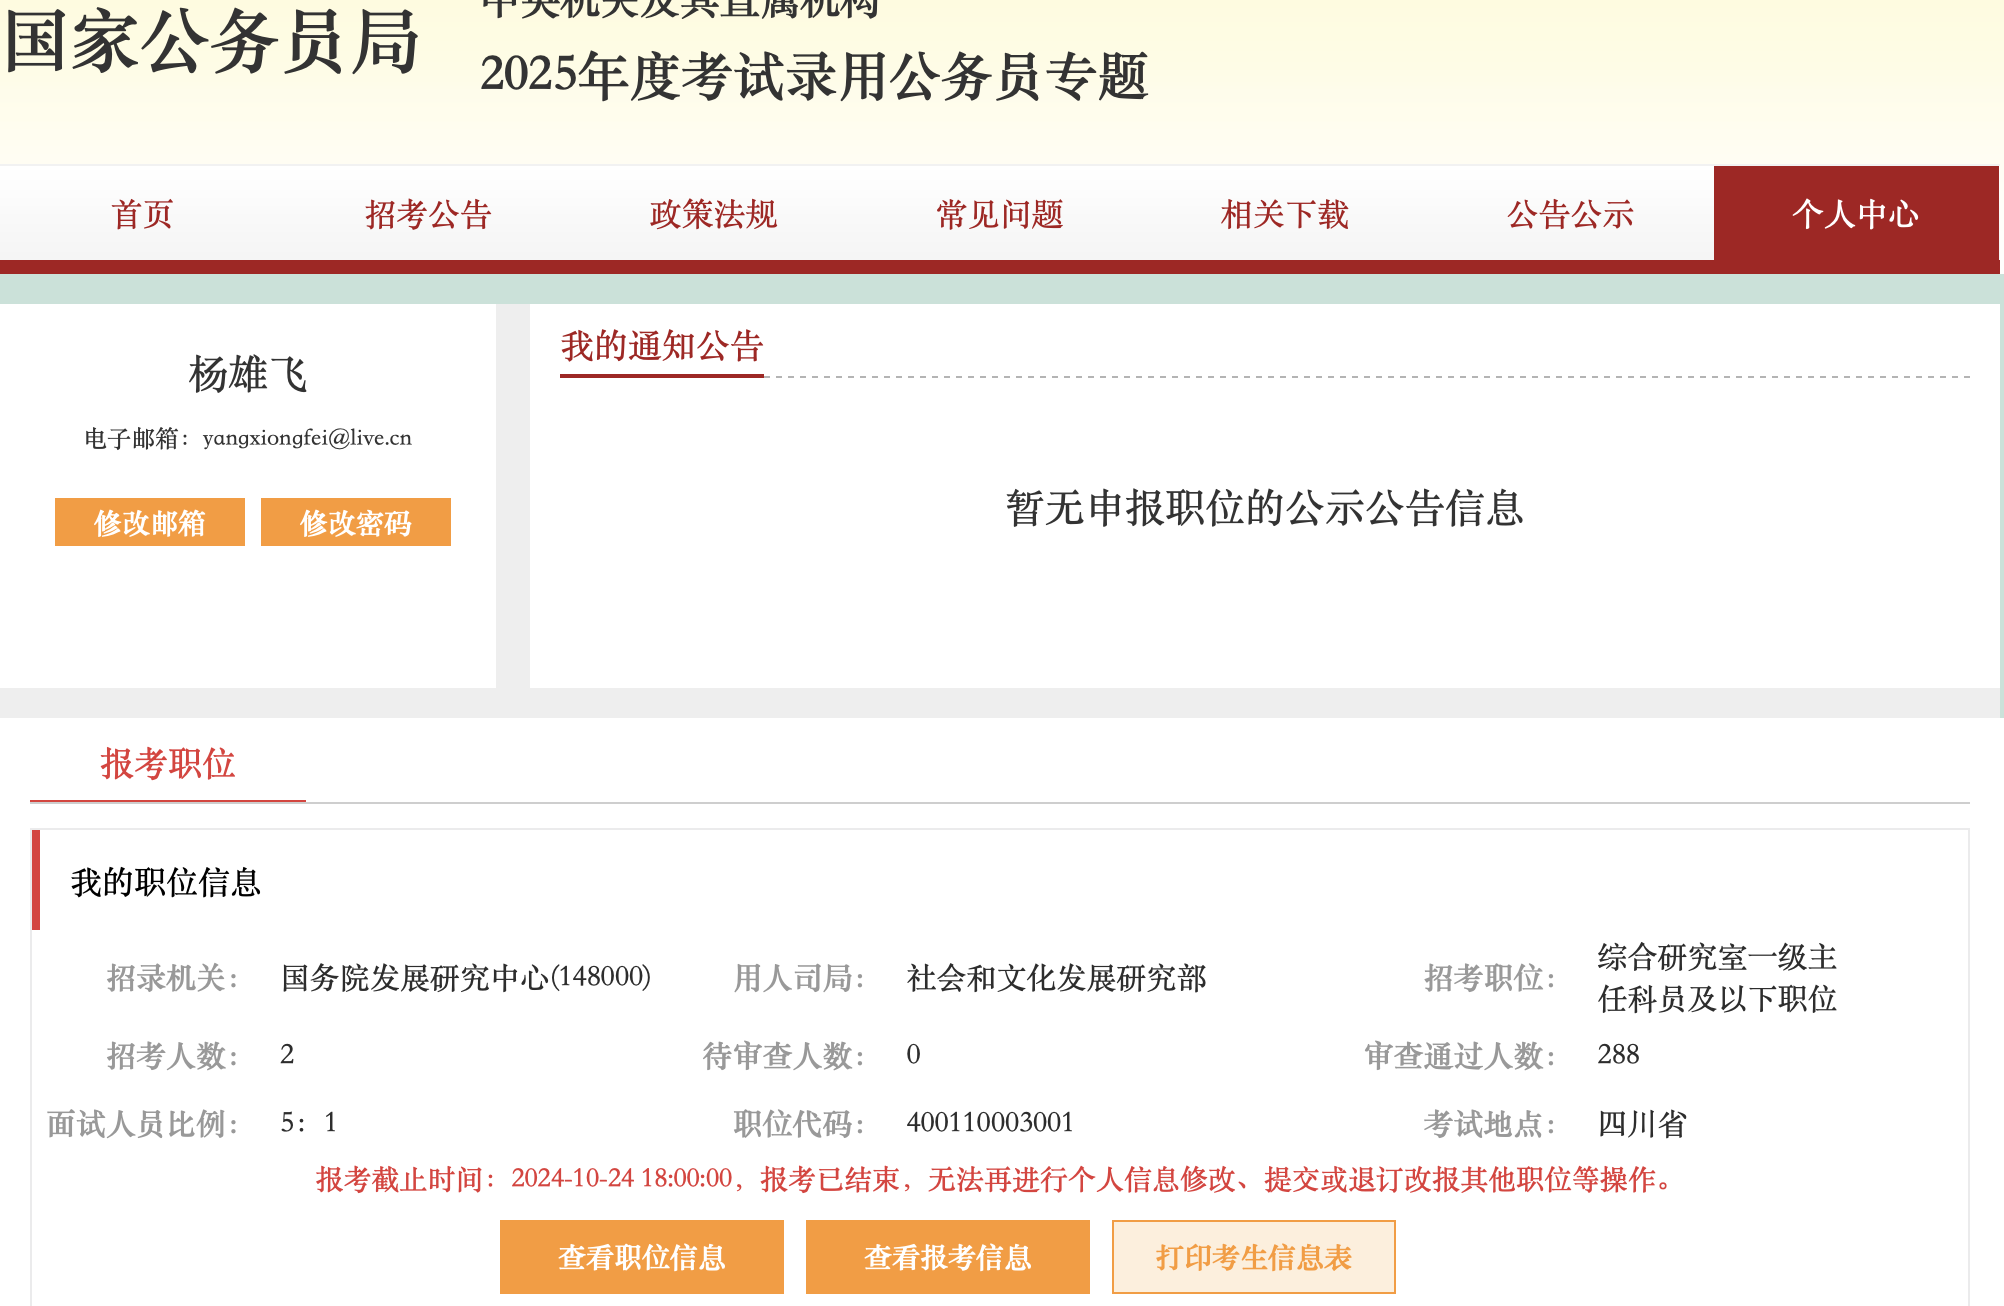 国家公务员局
中央机关及其直属机构
2025年度考试录用公务员专题
首页 招考公告 政策法规 常见问题 相关下载 公告公示 个人中心
杨雄飞
电子邮箱：yangxiongfei@live.cn
修改邮箱 修改密码
我的通知公告
暂无申报职位的公示公告信息
报考职位
我的职位信息
招录机关： 国务院发展研究中心(148000) 用人司局： 社会和文化发展研究部 招考职位： 综合研究室一级主
任科员及以下职位
招考人数： 2 待审查人数： 0 审查通过人数： 288
面试人员比例： 5：1 职位代码： 400110003001 考试地点： 四川省
报考截止时间：2024-10-24 18:00:00，报考已结束，无法再进行个人信息修改、提交或退订改报其他职位等操作。
查看职位信息 查看报考信息 打印考生信息表